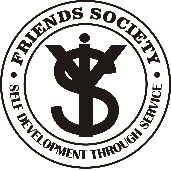 FRIENDS SOCIETY
SELF DEVELOPMENT THROUGH SERVICE